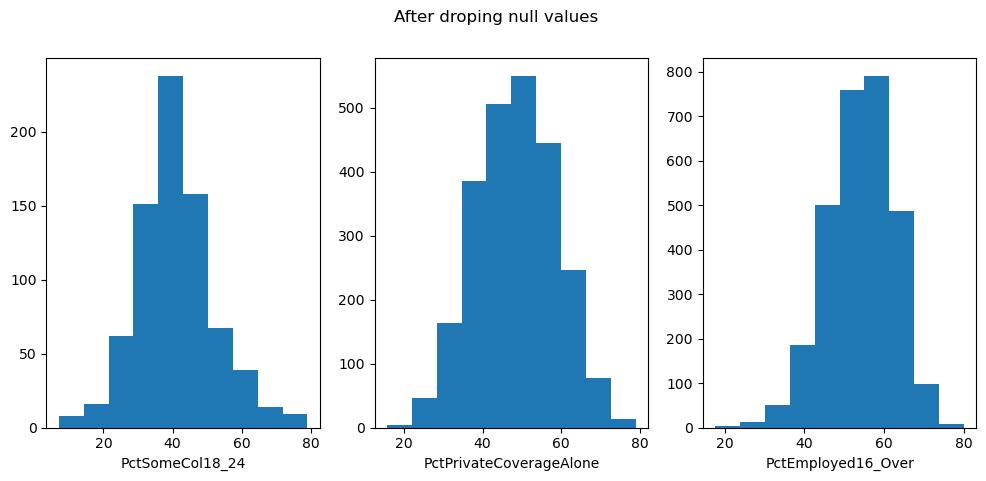 After droping null values
200
150
100
50
0
20 40 60 80
PctSomeCol18_24
500
400
300
200
100
0
20 40 60 80
PctPrivateCoverageAlone
800
700
600
500
400
300
200
100
0
20 40 60 80
PctEmployed16_Over